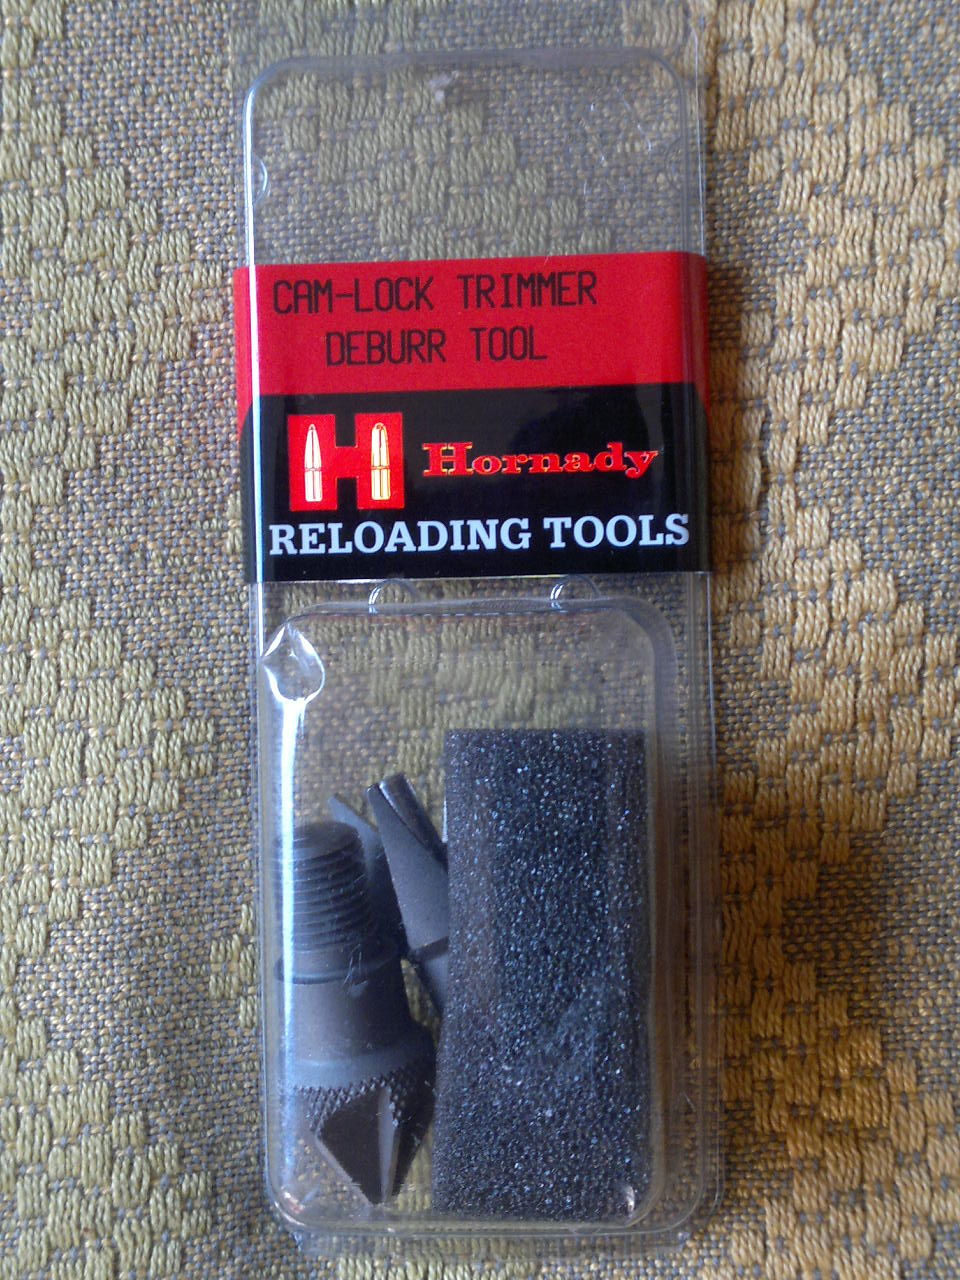 CAM-LOCK TRIMMER
DEBURR TOOL
H Hornady
RELOADING TOOLS